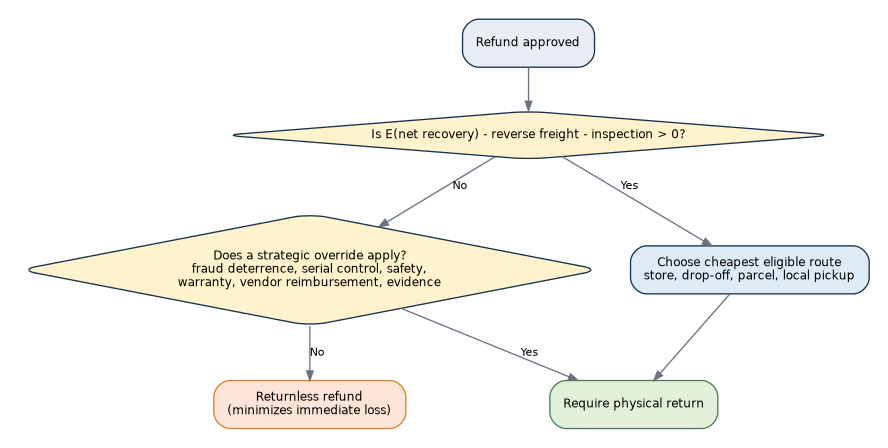 Refund approved
Is E(net recovery) - reverse freight - inspection > 0?
No
Yes
Does a strategic override apply?
fraud deterrence, serial control, safety,
warranty, vendor reimbursement, evidence
Choose cheapest eligible route
store, drop-off, parcel, local pickup
No
Yes
Returnless refund
(minimizes immediate loss)
Require physical return